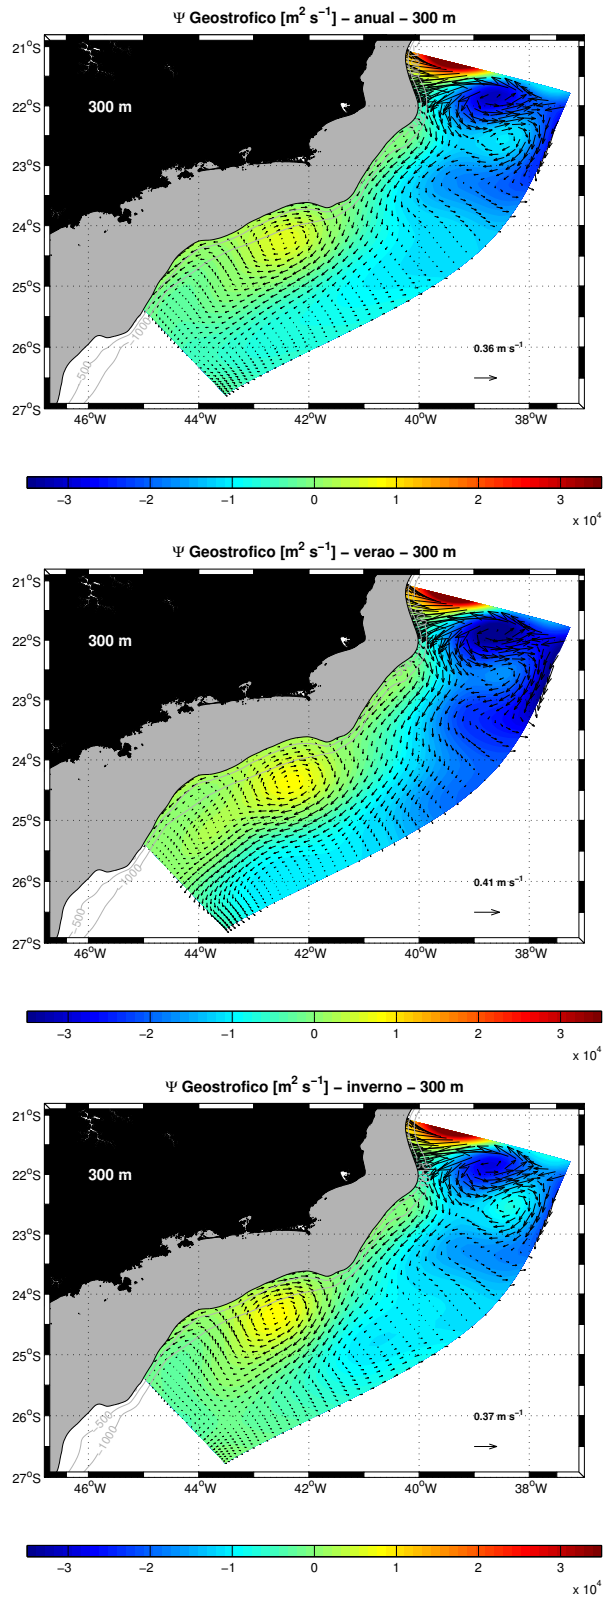 Ψ Geostrofico [m² s⁻¹] – anual – 300 m
21°S
22°S
23°S
24°S
25°S
26°S
27°S
300 m
500
−1000
0.36 m s⁻¹
46°W 44°W 42°W 40°W 38°W
−3 −2 −1 0 1 2 3
x 10⁴
Ψ Geostrofico [m² s⁻¹] – verao – 300 m
21°S
22°S
23°S
24°S
25°S
26°S
27°S
300 m
−500
−1000
0.41 m s⁻¹
46°W 44°W 42°W 40°W 38°W
−3 −2 −1 0 1 2 3
x 10⁴
Ψ Geostrofico [m² s⁻¹] – inverno – 300 m
21°S
22°S
23°S
24°S
25°S
26°S
27°S
300 m
−500
−1000
0.37 m s⁻¹
46°W 44°W 42°W 40°W 38°W
−3 −2 −1 0 1 2 3
x 10⁴